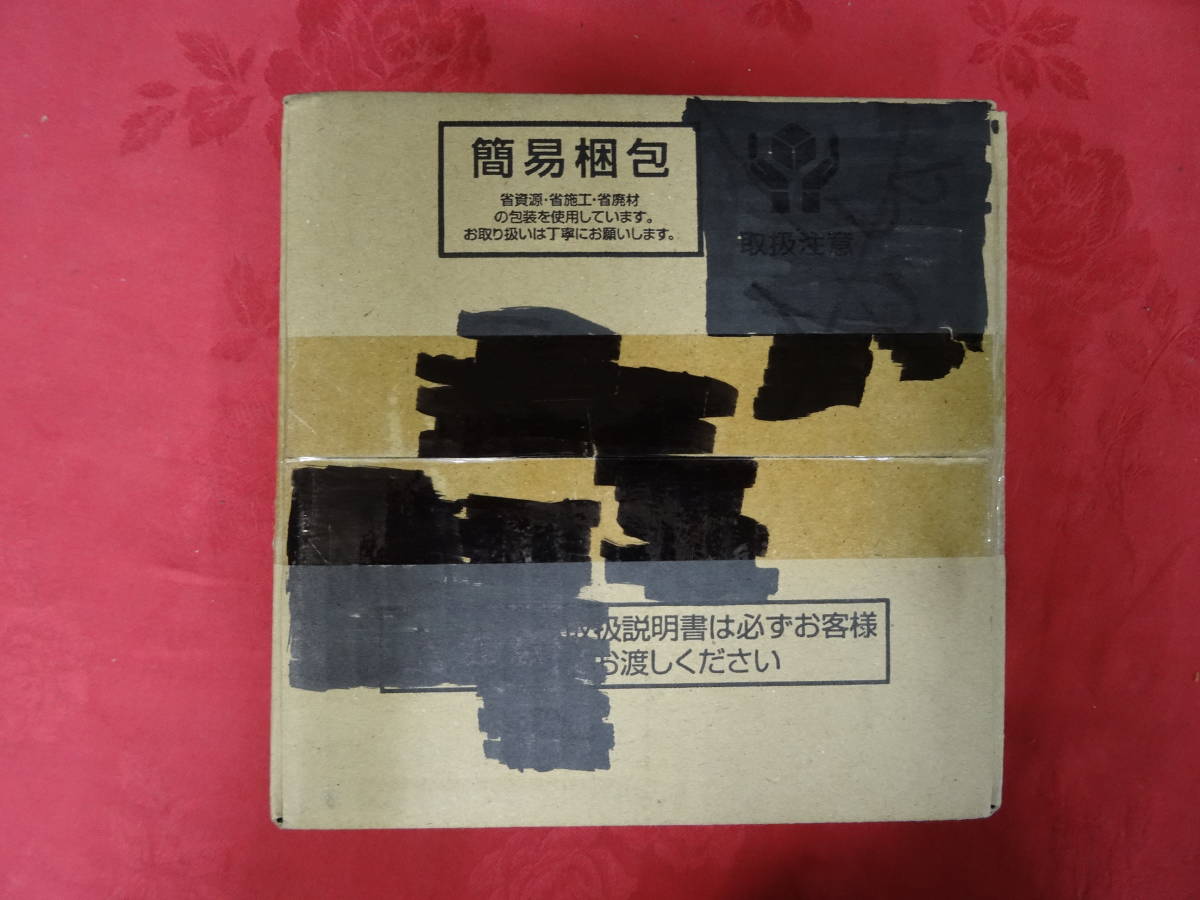 簡易梱包
省資源・省施工・省廃材
の包装を使用しています。
お取り扱いは丁寧にお願いします。
取扱注意
取扱説明書は必ずお客様
お渡しください